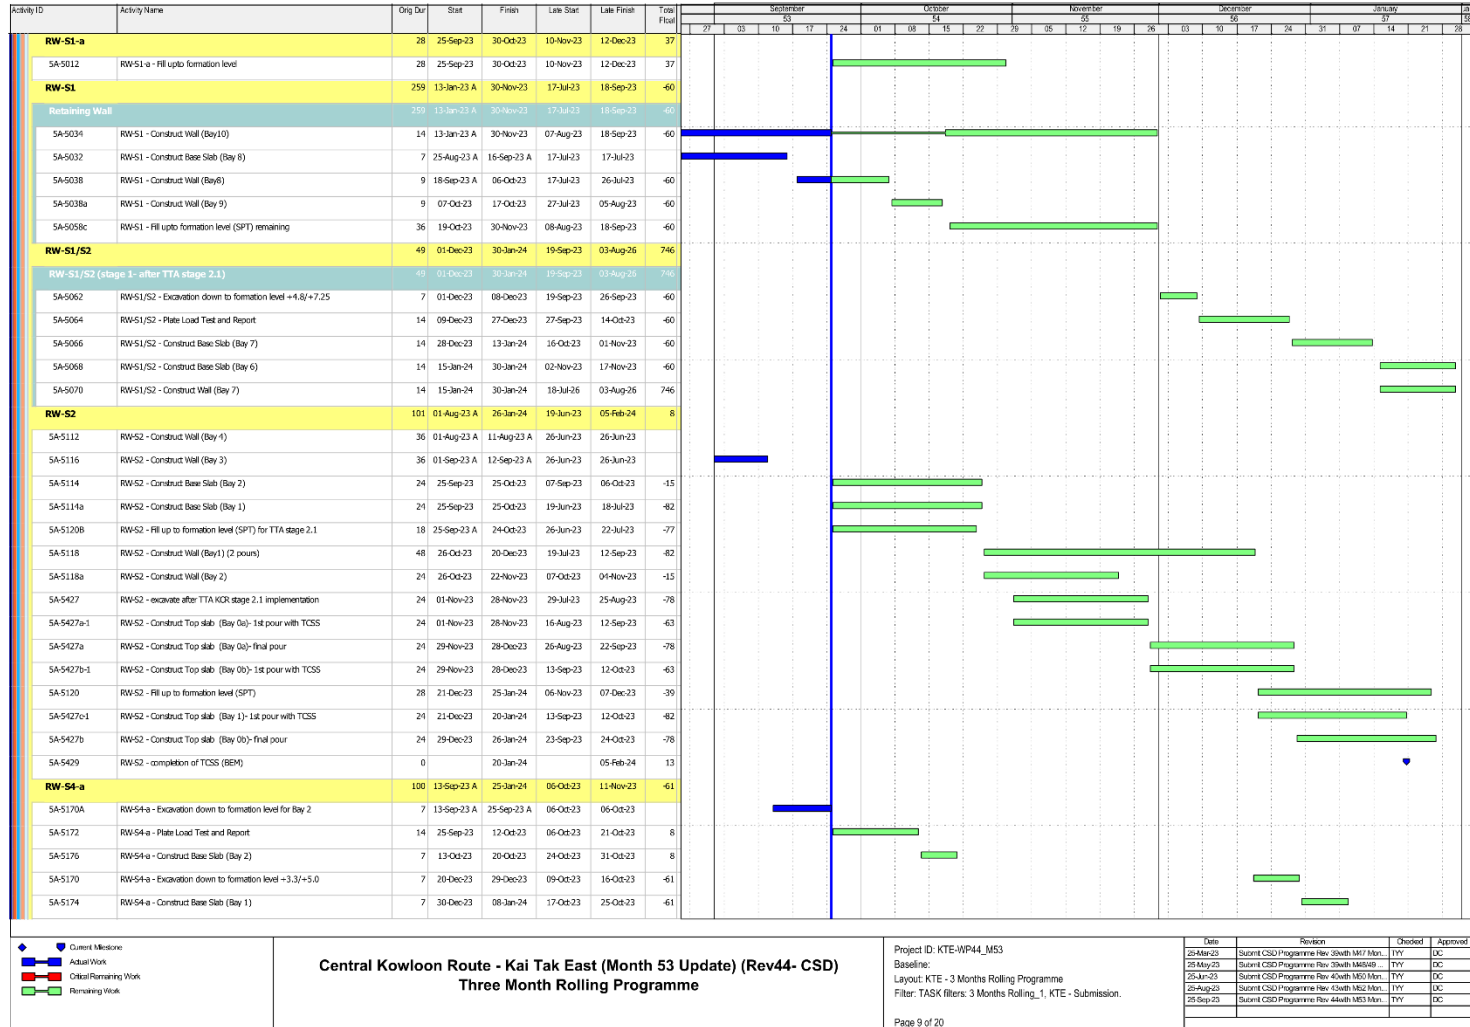 Activity ID Activity Name Orig Dur Start Finish Late Start Late Finish Total Float
September October November December January
53 54 55 56 57
27 03 10 17 24 01 08 15 22 29 05 12 19 26 03 10 17 24 31 07 14 21 28
RW-S1-a 28 25-Sep-23 30-Oct-23 10-Nov-23 12-Dec-23 37
5A-5012 RW-S1-a - Fill upto formation level 28 25-Sep-23 30-Oct-23 10-Nov-23 12-Dec-23 37
RW-S1 259 13-Jan-23 A 30-Nov-23 17-Jul-23 18-Sep-23 -60
Retaining Wall 259 13-Jan-23 A 30-Nov-23 17-Jul-23 18-Sep-23 -60
5A-5034 RW-S1 - Construct Wall (Bay10) 14 13-Jan-23 A 30-Nov-23 07-Aug-23 18-Sep-23 -60
5A-5032 RW-S1 - Construct Base Slab (Bay 8) 7 25-Aug-23 A 16-Sep-23 A 17-Jul-23 17-Jul-23
5A-5038 RW-S1 - Construct Wall (Bay8) 9 18-Sep-23 A 06-Oct-23 17-Jul-23 26-Jul-23 -60
5A-5038a RW-S1 - Construct Wall (Bay 9) 9 07-Oct-23 17-Oct-23 27-Jul-23 05-Aug-23 -60
5A-5058c RW-S1 - Fill upto formation level (SPT) remaining 36 19-Oct-23 30-Nov-23 08-Aug-23 18-Sep-23 -60
RW-S1/S2 49 01-Dec-23 30-Jan-24 19-Sep-23 03-Aug-26 746
RW-S1/S2 (stage 1- after TTA stage 2.1) 49 01-Dec-23 30-Jan-24 19-Sep-23 03-Aug-26 746
5A-5062 RW-S1/S2 - Excavation down to formation level +4.8/+7.25 7 01-Dec-23 08-Dec-23 19-Sep-23 26-Sep-23 -60
5A-5064 RW-S1/S2 - Plate Load Test and Report 14 09-Dec-23 27-Dec-23 27-Sep-23 14-Oct-23 -60
5A-5066 RW-S1/S2 - Construct Base Slab (Bay 7) 14 28-Dec-23 13-Jan-24 16-Oct-23 01-Nov-23 -60
5A-5068 RW-S1/S2 - Construct Base Slab (Bay 6) 14 15-Jan-24 30-Jan-24 02-Nov-23 17-Nov-23 -60
5A-5070 RW-S1/S2 - Construct Wall (Bay 7) 14 15-Jan-24 30-Jan-24 18-Jul-26 03-Aug-26 746
RW-S2 101 01-Aug-23 A 26-Jan-24 19-Jun-23 05-Feb-24 8
5A-5112 RW-S2 - Construct Wall (Bay 4) 36 01-Aug-23 A 11-Aug-23 A 26-Jun-23 26-Jun-23
5A-5116 RW-S2 - Construct Wall (Bay 3) 36 01-Sep-23 A 12-Sep-23 A 26-Jun-23 26-Jun-23
5A-5114 RW-S2 - Construct Base Slab (Bay 2) 24 25-Sep-23 25-Oct-23 07-Sep-23 06-Oct-23 -15
5A-5114a RW-S2 - Construct Base Slab (Bay 1) 24 25-Sep-23 25-Oct-23 19-Jun-23 18-Jul-23 -82
5A-5120B RW-S2 - Fill up to formation level (SPT) for TTA stage 2.1 18 25-Sep-23 A 24-Oct-23 26-Jun-23 22-Jul-23 -77
5A-5118 RW-S2 - Construct Wall (Bay1) (2 pours) 48 26-Oct-23 20-Dec-23 19-Jul-23 12-Sep-23 -82
5A-5118a RW-S2 - Construct Wall (Bay 2) 24 26-Oct-23 22-Nov-23 07-Oct-23 04-Nov-23 -15
5A-5427 RW-S2 - excavate after TTA KCR stage 2.1 implementation 24 01-Nov-23 28-Nov-23 29-Jul-23 25-Aug-23 -78
5A-5427a-1 RW-S2 - Construct Top slab (Bay 0a)- 1st pour with TCSS 24 01-Nov-23 28-Nov-23 16-Aug-23 12-Sep-23 -63
5A-5427a RW-S2 - Construct Top slab (Bay 0a)- final pour 24 29-Nov-23 28-Dec-23 26-Aug-23 22-Sep-23 -78
5A-5427b-1 RW-S2 - Construct Top slab (Bay 0b)- 1st pour with TCSS 24 29-Nov-23 28-Dec-23 13-Sep-23 12-Oct-23 -63
5A-5120 RW-S2 - Fill up to formation level (SPT) 28 21-Dec-23 25-Jan-24 06-Nov-23 07-Dec-23 -39
5A-5427c-1 RW-S2 - Construct Top slab (Bay 1)- 1st pour with TCSS 24 21-Dec-23 20-Jan-24 13-Sep-23 12-Oct-23 -82
5A-5427b RW-S2 - Construct Top slab (Bay 0b)- final pour 24 29-Dec-23 26-Jan-24 23-Sep-23 24-Oct-23 -78
5A-5429 RW-S2 - completion of TCSS (BEM) 0 20-Jan-24 05-Feb-24 13
RW-S4-a 100 13-Sep-23 A 25-Jan-24 06-Oct-23 11-Nov-23 -61
5A-5170A RW-S4-a - Excavation down to formation level for Bay 2 7 13-Sep-23 A 25-Sep-23 A 06-Oct-23 06-Oct-23
5A-5172 RW-S4-a - Plate Load Test and Report 14 25-Sep-23 12-Oct-23 06-Oct-23 21-Oct-23 8
5A-5176 RW-S4-a - Construct Base Slab (Bay 2) 7 13-Oct-23 20-Oct-23 24-Oct-23 31-Oct-23 8
5A-5170 RW-S4-a - Excavation down to formation level +3.3/+5.0 7 20-Dec-23 29-Dec-23 09-Oct-23 16-Oct-23 -61
5A-5174 RW-S4-a - Construct Base Slab (Bay 1) 7 30-Dec-23 08-Jan-24 17-Oct-23 25-Oct-23 -61
Current Milestone
Actual Work
Critical Remaining Work
Remaining Work
Central Kowloon Route - Kai Tak East (Month 53 Update) (Rev44- CSD)
Three Month Rolling Programme
Project ID: KTE-WP44_M53
Baseline:
Layout: KTE - 3 Months Rolling Programme
Filter: TASK filters: 3 Months Rolling_1, KTE - Submission.
Page 9 of 20
Date Revision Checked Approved
25-Mar-23 Submit CSD Programme Rev 39with M47 Mon... TYY DC
25-May-23 Submit CSD Programme Rev 39with M48/49 ... TYY DC
25-Jun-23 Submit CSD Programme Rev 40with M50 Mon... TYY DC
25-Aug-23 Submit CSD Programme Rev 43with M52 Mon... TYY DC
25-Sep-23 Submit CSD Programme Rev 44with M53 Mon... TYY DC